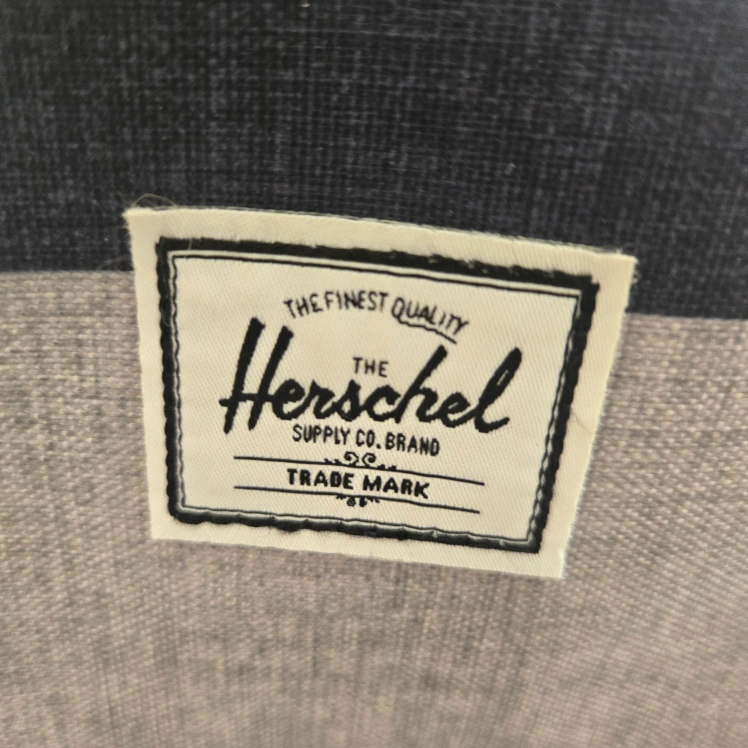 THE FINEST QUALITY
THE
Herschel
SUPPLY CO. BRAND
TRADE MARK